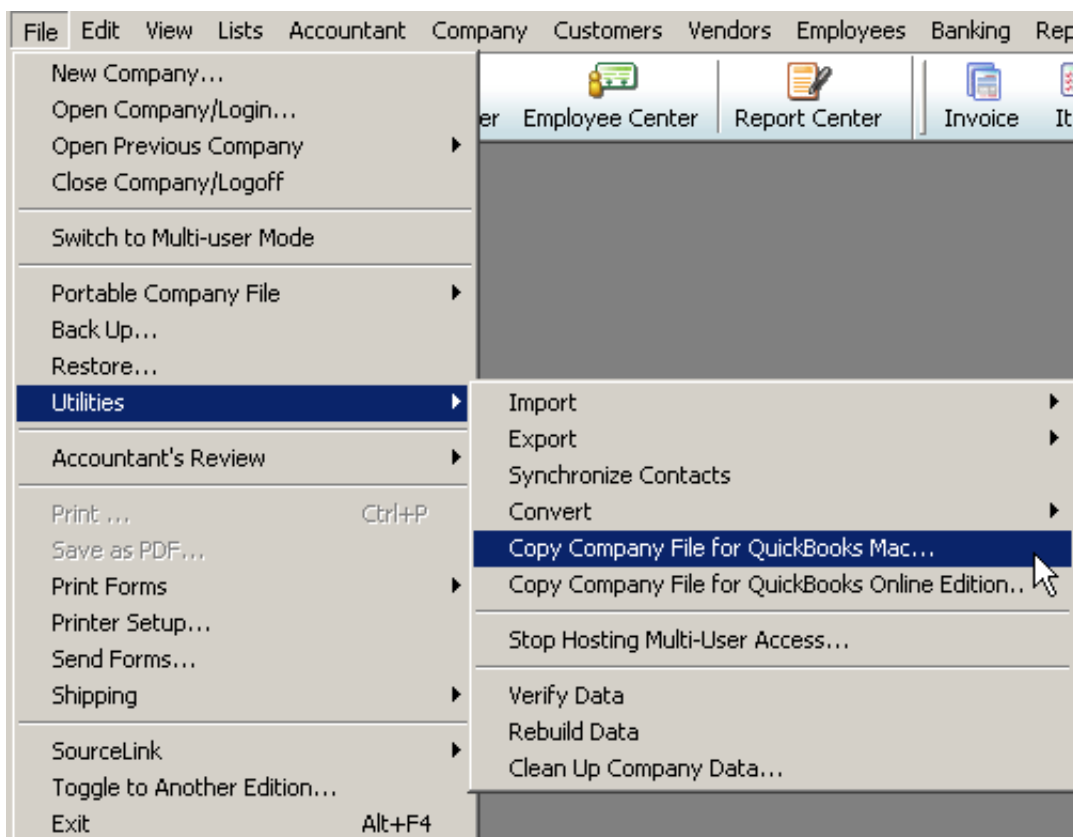 File Edit View Lists Accountant Company Customers Vendors Employees Banking Rep
New Company...
Open Company/Login...
er Employee Center Report Center Invoice It
Open Previous Company
Close Company/Logoff
Switch to Multi-user Mode
Portable Company File
Back Up...
Restore...
Utilities
Accountant's Review
Print ... Ctrl+P
Save as PDF...
Print Forms
Printer Setup...
Send Forms...
Shipping
SourceLink
Toggle to Another Edition...
Exit Alt+F4
Import
Export
Synchronize Contacts
Convert
Copy Company File for QuickBooks Mac...
Copy Company File for QuickBooks Online Edition..
Stop Hosting Multi-User Access...
Verify Data
Rebuild Data
Clean Up Company Data...